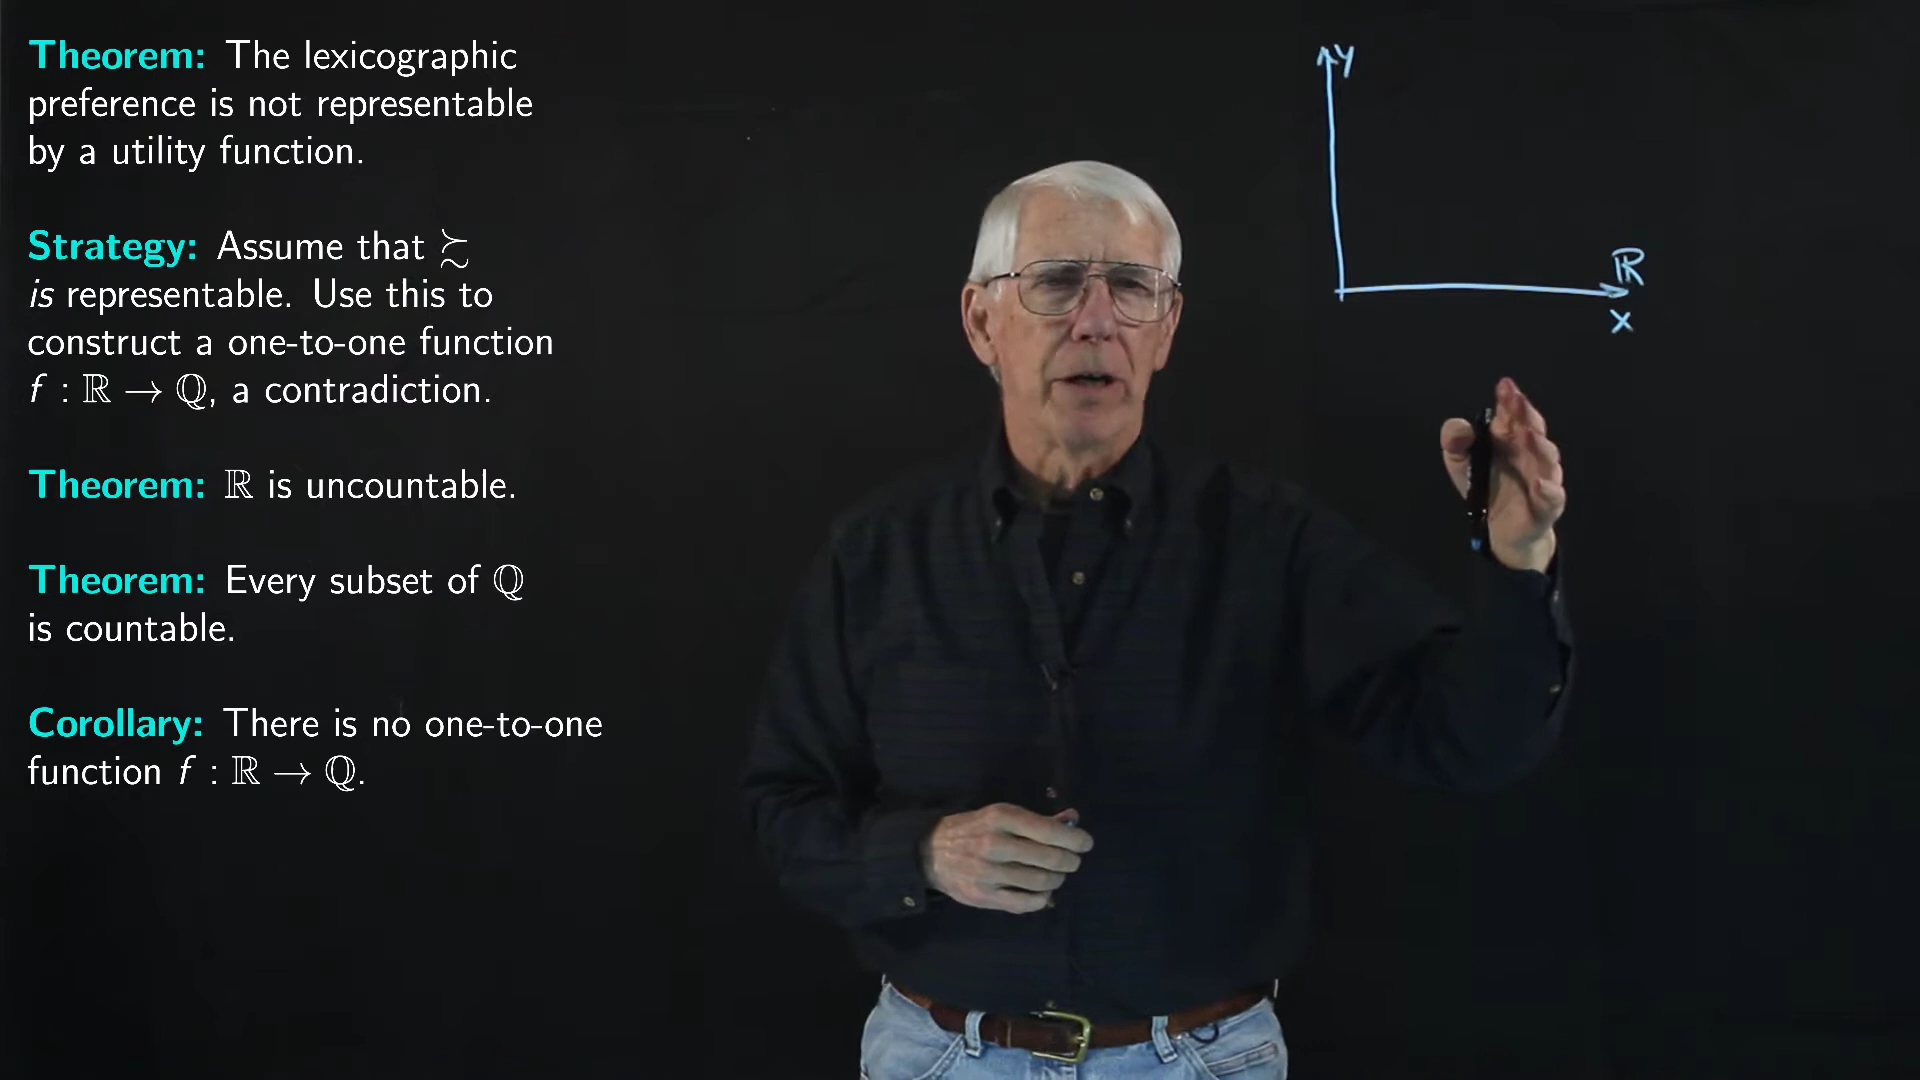 Theorem: The lexicographic
preference is not representable
by a utility function.
Strategy: Assume that ≿
is representable. Use this to
construct a one-to-one function
f : ℝ → ℚ, a contradiction.
Theorem: ℝ is uncountable.
Theorem: Every subset of ℚ
is countable.
Corollary: There is no one-to-one
function f : ℝ → ℚ.
y
ℝ
x